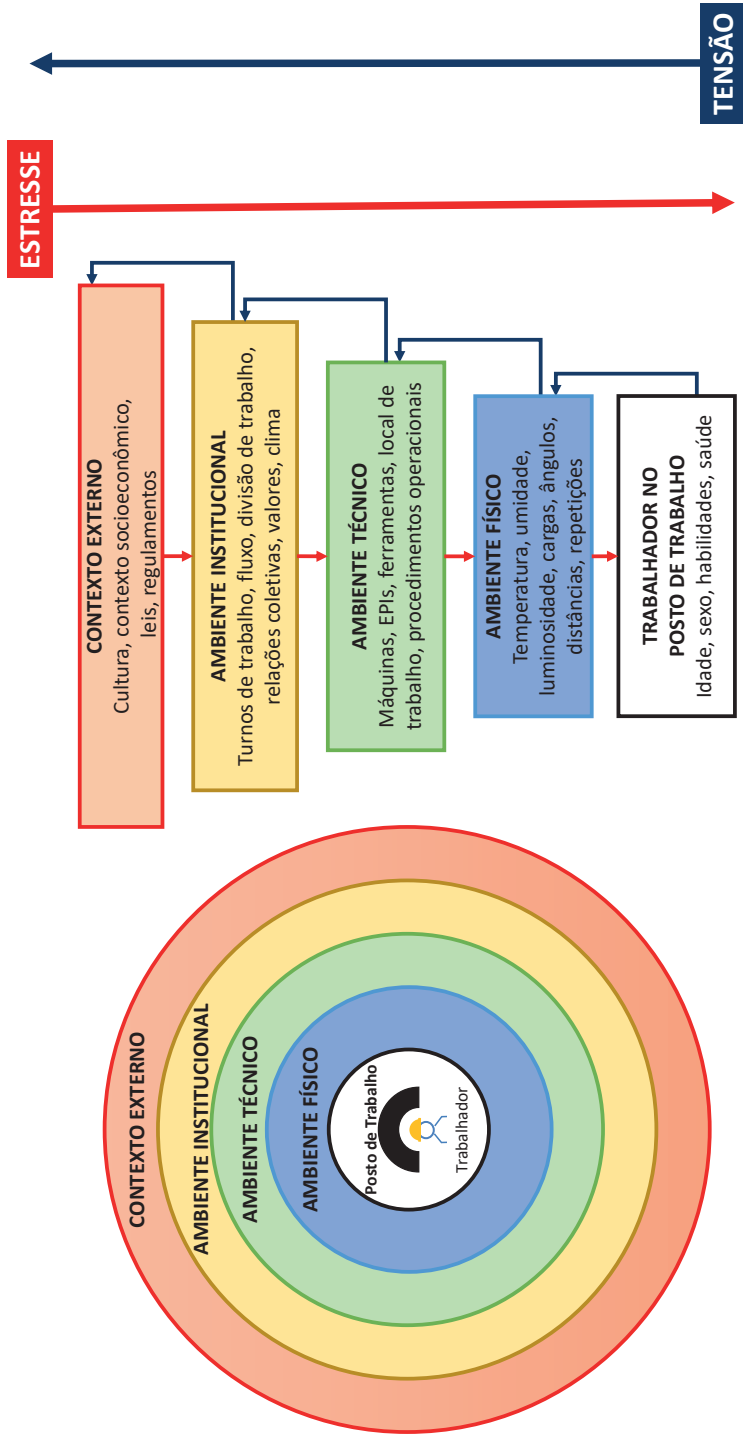 CONTEXTO EXTERNO
AMBIENTE INSTITUCIONAL
AMBIENTE TÉCNICO
AMBIENTE FÍSICO
Posto de Trabalho
Trabalhador
CONTEXTO EXTERNO
Cultura, contexto socioeconômico,
leis, regulamentos
AMBIENTE INSTITUCIONAL
Turnos de trabalho, fluxo, divisão de trabalho,
relações coletivas, valores, clima
AMBIENTE TÉCNICO
Máquinas, EPIs, ferramentas, local de
trabalho, procedimentos operacionais
AMBIENTE FÍSICO
Temperatura, umidade,
luminosidade, cargas, ângulos,
distâncias, repetições
TRABALHADOR NO
POSTO DE TRABALHO
Idade, sexo, habilidades, saúde
ESTRESSE
TENSÃO